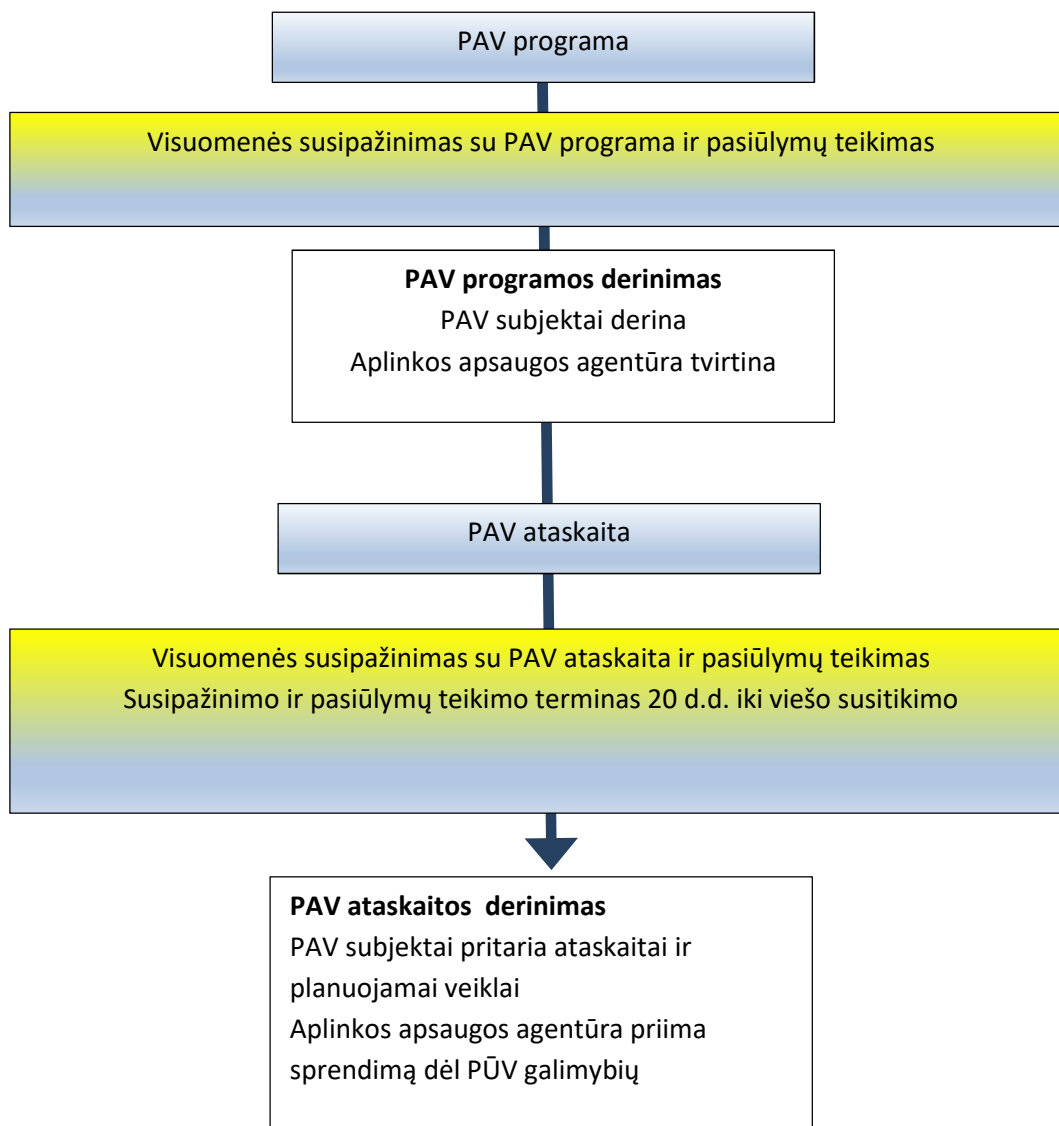 PAV programa
Visuomenės susipažinimas su PAV programa ir pasiūlymų teikimas
PAV programos derinimas
PAV subjektai derina
Aplinkos apsaugos agentūra tvirtina
PAV ataskaita
Visuomenės susipažinimas su PAV ataskaita ir pasiūlymų teikimas
Susipažinimo ir pasiūlymų teikimo terminas 20 d.d. iki viešo susitikimo
PAV ataskaitos derinimas
PAV subjektai pritaria ataskaitai ir
planuojamai veiklai
Aplinkos apsaugos agentūra priima
sprendimą dėl PŪV galimybių